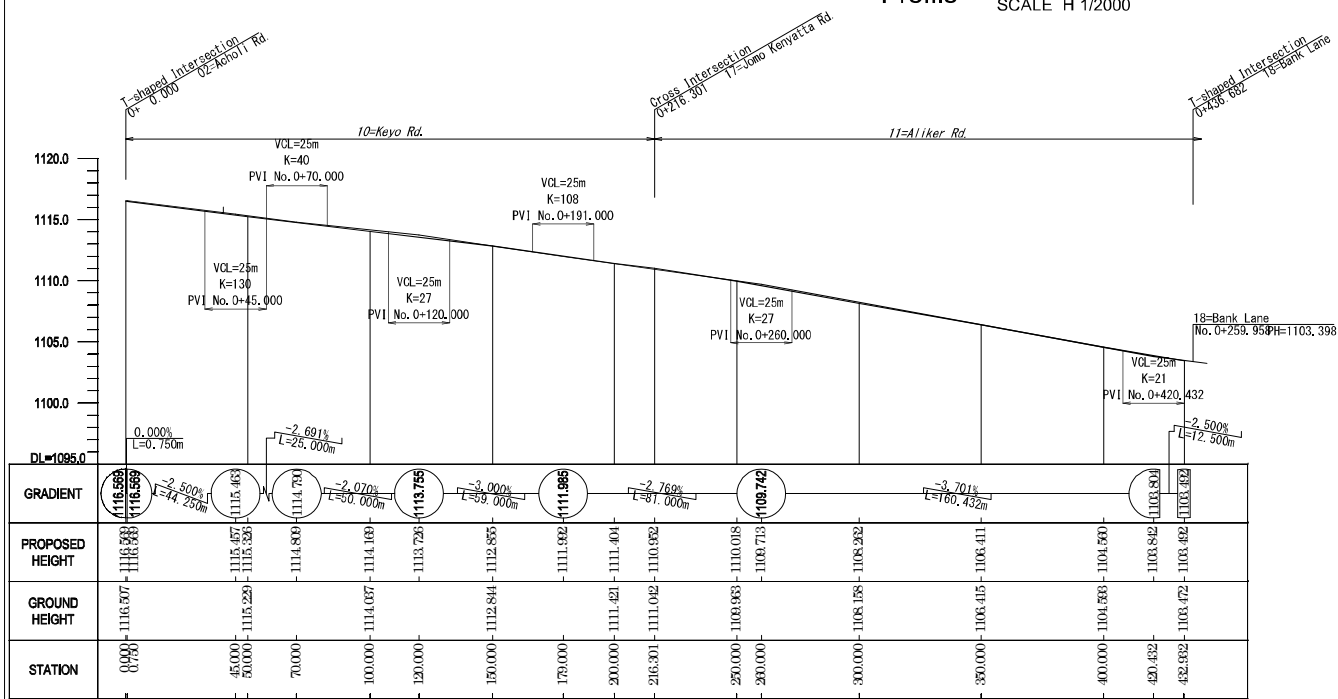 Profile
SCALE H 1/2000
T-shaped Intersection
0+ 0.000 02=Acholi Rd.
Cross Intersection
0+216.301 17=Jomo Kenyatta Rd.
T-shaped Intersection
0+436.682 18=Bank Lane
10=Keyo Rd.
11=Aliker Rd.
VCL=25m
K=40
PVI No.0+70.000
VCL=25m
K=108
PVI No.0+191.000
VCL=25m
K=130
PVI No.0+45.000
VCL=25m
K=27
PVI No.0+120.000
VCL=25m
K=27
PVI No.0+260.000
VCL=25m
K=21
PVI No.0+420.432
18=Bank Lane
No.0+259.958 PH=1103.398
1120.0
1115.0
1110.0
1105.0
1100.0
DL=1095.0
0.000%
L=0.750m
-2.691%
L=25.000m
-2.500%
L=12.500m
GRADIENT
1116.569
1116.569
-2.500%
L=44.250m
1115.463
1114.790
-2.070%
L=50.000m
1113.755
-3.000%
L=59.000m
1111.985
-2.769%
L=81.000m
1109.742
-3.701%
L=160.432m
1103.804
1103.492
PROPOSED HEIGHT
1116.569 1116.569 1115.457 1115.326 1114.809 1114.169 1113.726 1112.855 1111.992 1111.404 1110.952 1110.018 1109.713 1108.262 1106.411 1104.560 1103.842 1103.492
GROUND HEIGHT
1116.507 1115.229 1114.037 1112.844 1111.421 1111.042 1109.963 1108.158 1106.415 1104.593 1103.472
STATION
0.000 0.750 45.000 50.000 70.000 100.000 120.000 150.000 179.000 200.000 216.301 250.000 260.000 300.000 350.000 400.000 420.432 432.932